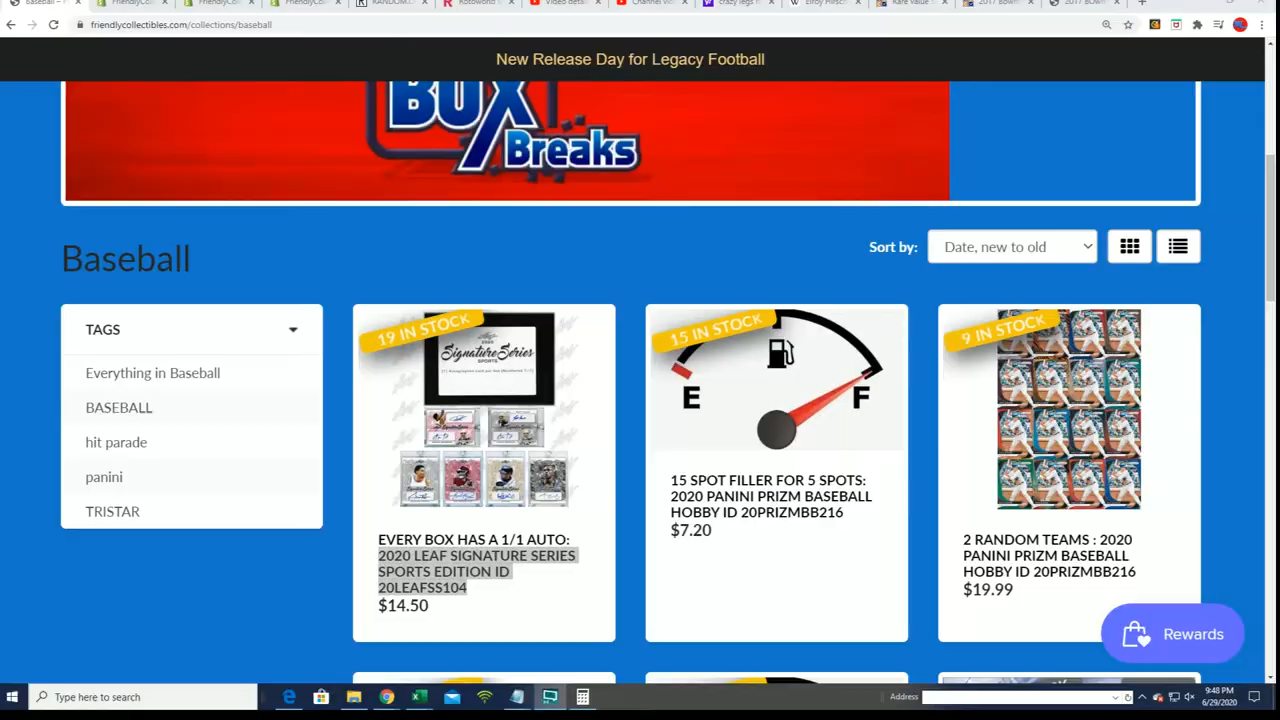 friendlycollectibles.com/collections/baseball
New Release Day for Legacy Football
BOX
Breaks
Baseball
Sort by:
Date, new to old
TAGS
Everything in Baseball
BASEBALL
hit parade
panini
TRISTAR
19 IN STOCK
Signature Series
SPORTS
EVERY BOX HAS A 1/1 AUTO:
2020 LEAF SIGNATURE SERIES
SPORTS EDITION ID
20LEAFSS104
$14.50
15 IN STOCK
E
F
15 SPOT FILLER FOR 5 SPOTS:
2020 PANINI PRIZM BASEBALL
HOBBY ID 20PRIZMBB216
$7.20
9 IN STOCK
2 RANDOM TEAMS : 2020
PANINI PRIZM BASEBALL
HOBBY ID 20PRIZMBB216
$19.99
Rewards
Type here to search
Address
9:48 PM
6/29/2020